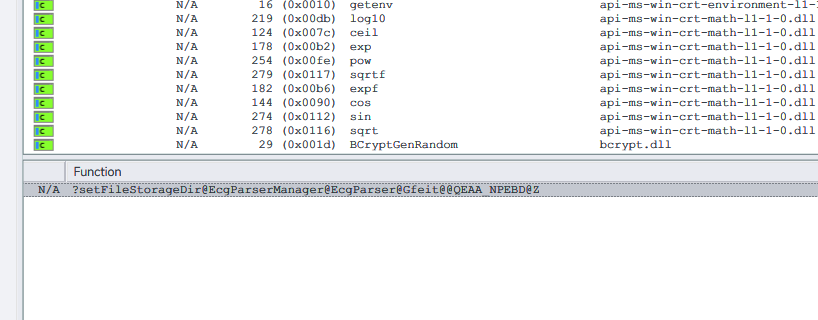 C N/A 16 (0x0010) getenv api-ms-win-crt-environment-l1-
C N/A 219 (0x00db) log10 api-ms-win-crt-math-l1-1-0.dll
C N/A 124 (0x007c) ceil api-ms-win-crt-math-l1-1-0.dll
C N/A 178 (0x00b2) exp api-ms-win-crt-math-l1-1-0.dll
C N/A 254 (0x00fe) pow api-ms-win-crt-math-l1-1-0.dll
C N/A 279 (0x0117) sqrtf api-ms-win-crt-math-l1-1-0.dll
C N/A 182 (0x00b6) expf api-ms-win-crt-math-l1-1-0.dll
C N/A 144 (0x0090) cos api-ms-win-crt-math-l1-1-0.dll
C N/A 274 (0x0112) sin api-ms-win-crt-math-l1-1-0.dll
C N/A 278 (0x0116) sqrt api-ms-win-crt-math-l1-1-0.dll
C N/A 29 (0x001d) BCryptGenRandom bcrypt.dll
Function
N/A ?setFileStorageDir@EcgParserManager@EcgParser@Gfeit@@QEAA_NPEBD@Z